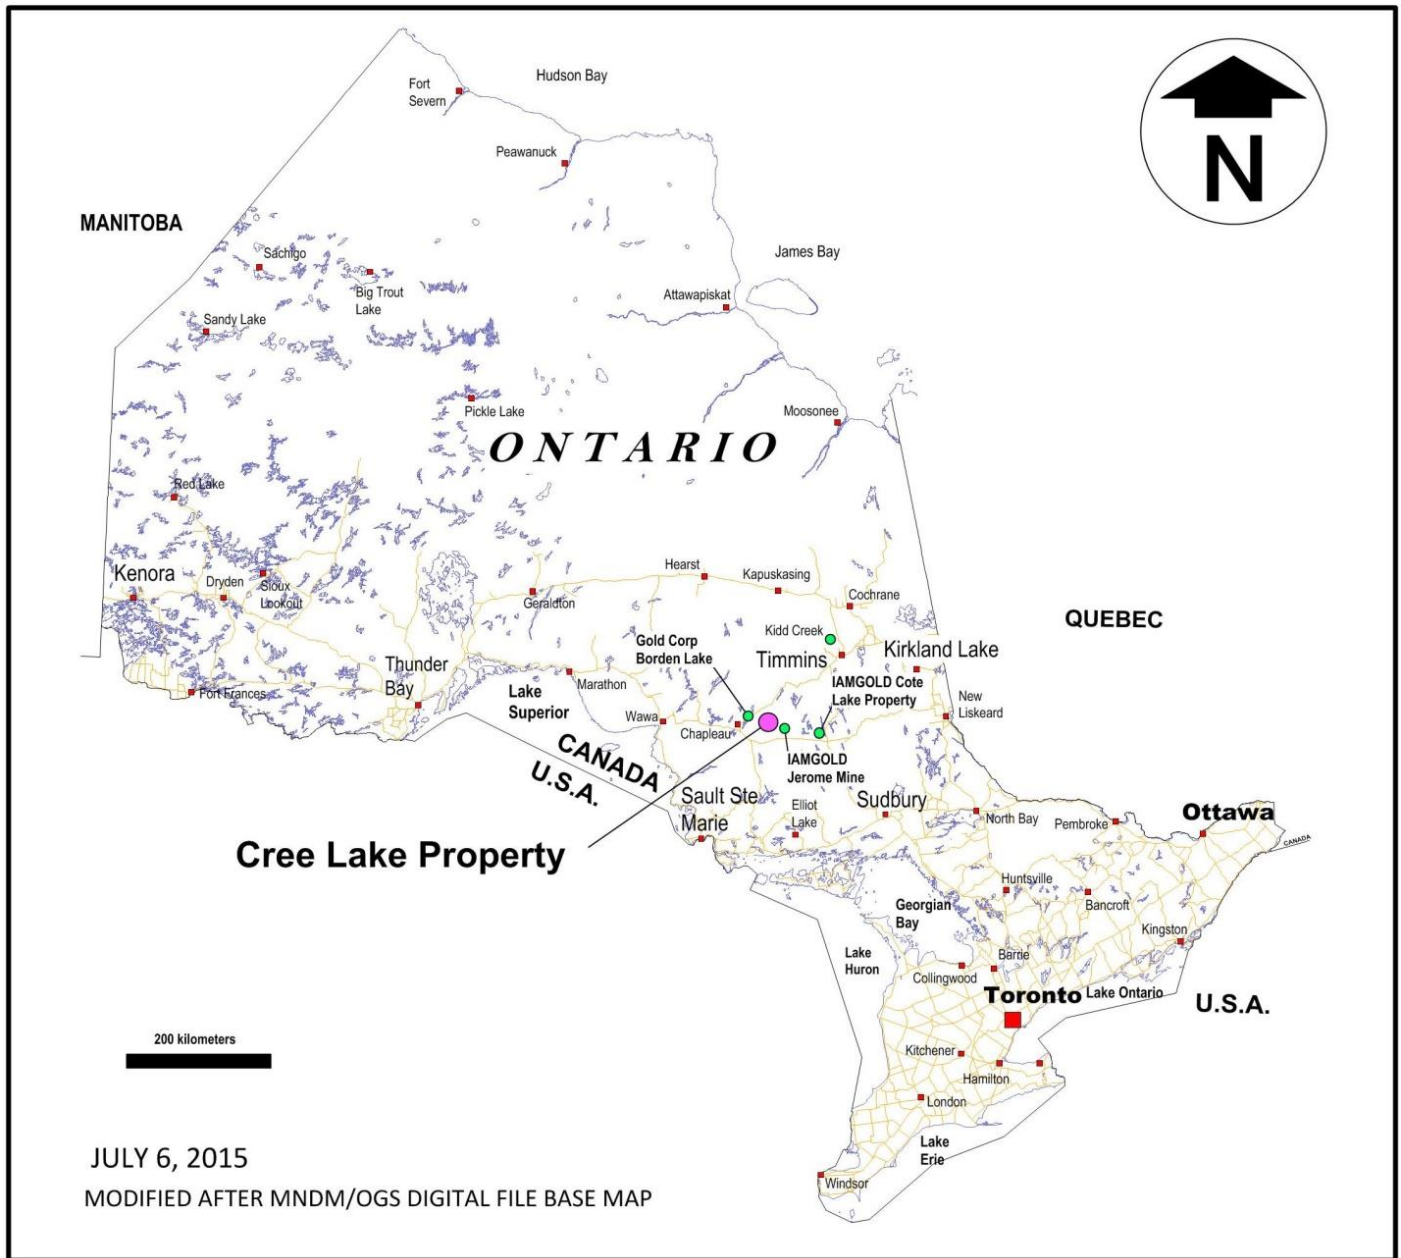 Hudson Bay
Fort
Severn
N
Peawanuck
MANITOBA
Sachigo
James Bay
Big Trout
Lake
Attawapiskat
Sandy Lake
Pickle Lake
Moosonee
ONTARIO
Red Lake
Hearst
Kapuskasing
Kenora
Dryden
Sioux
Lookout
Geraldton
Cochrane
QUEBEC
Kidd Creek
Gold Corp
Borden Lake
Timmins
Kirkland Lake
Thunder
Bay
Marathon
IAMGOLD Cote
Lake Property
Fort Frances
Lake
Superior
New
Liskeard
Wawa
Chapleau
CANADA
U.S.A.
IAMGOLD
Jerome Mine
Sault Ste
Marie
Elliot
Lake
Sudbury
North Bay
Pembroke
Ottawa
CANADA
Cree Lake Property
Huntsville
Georgian
Bay
Bancroft
Kingston
Lake
Huron
Barrie
Collingwood
Toronto
Lake Ontario
U.S.A.
200 kilometers
Kitchener
Hamilton
London
Lake
Erie
Windsor
JULY 6, 2015
MODIFIED AFTER MNDM/OGS DIGITAL FILE BASE MAP